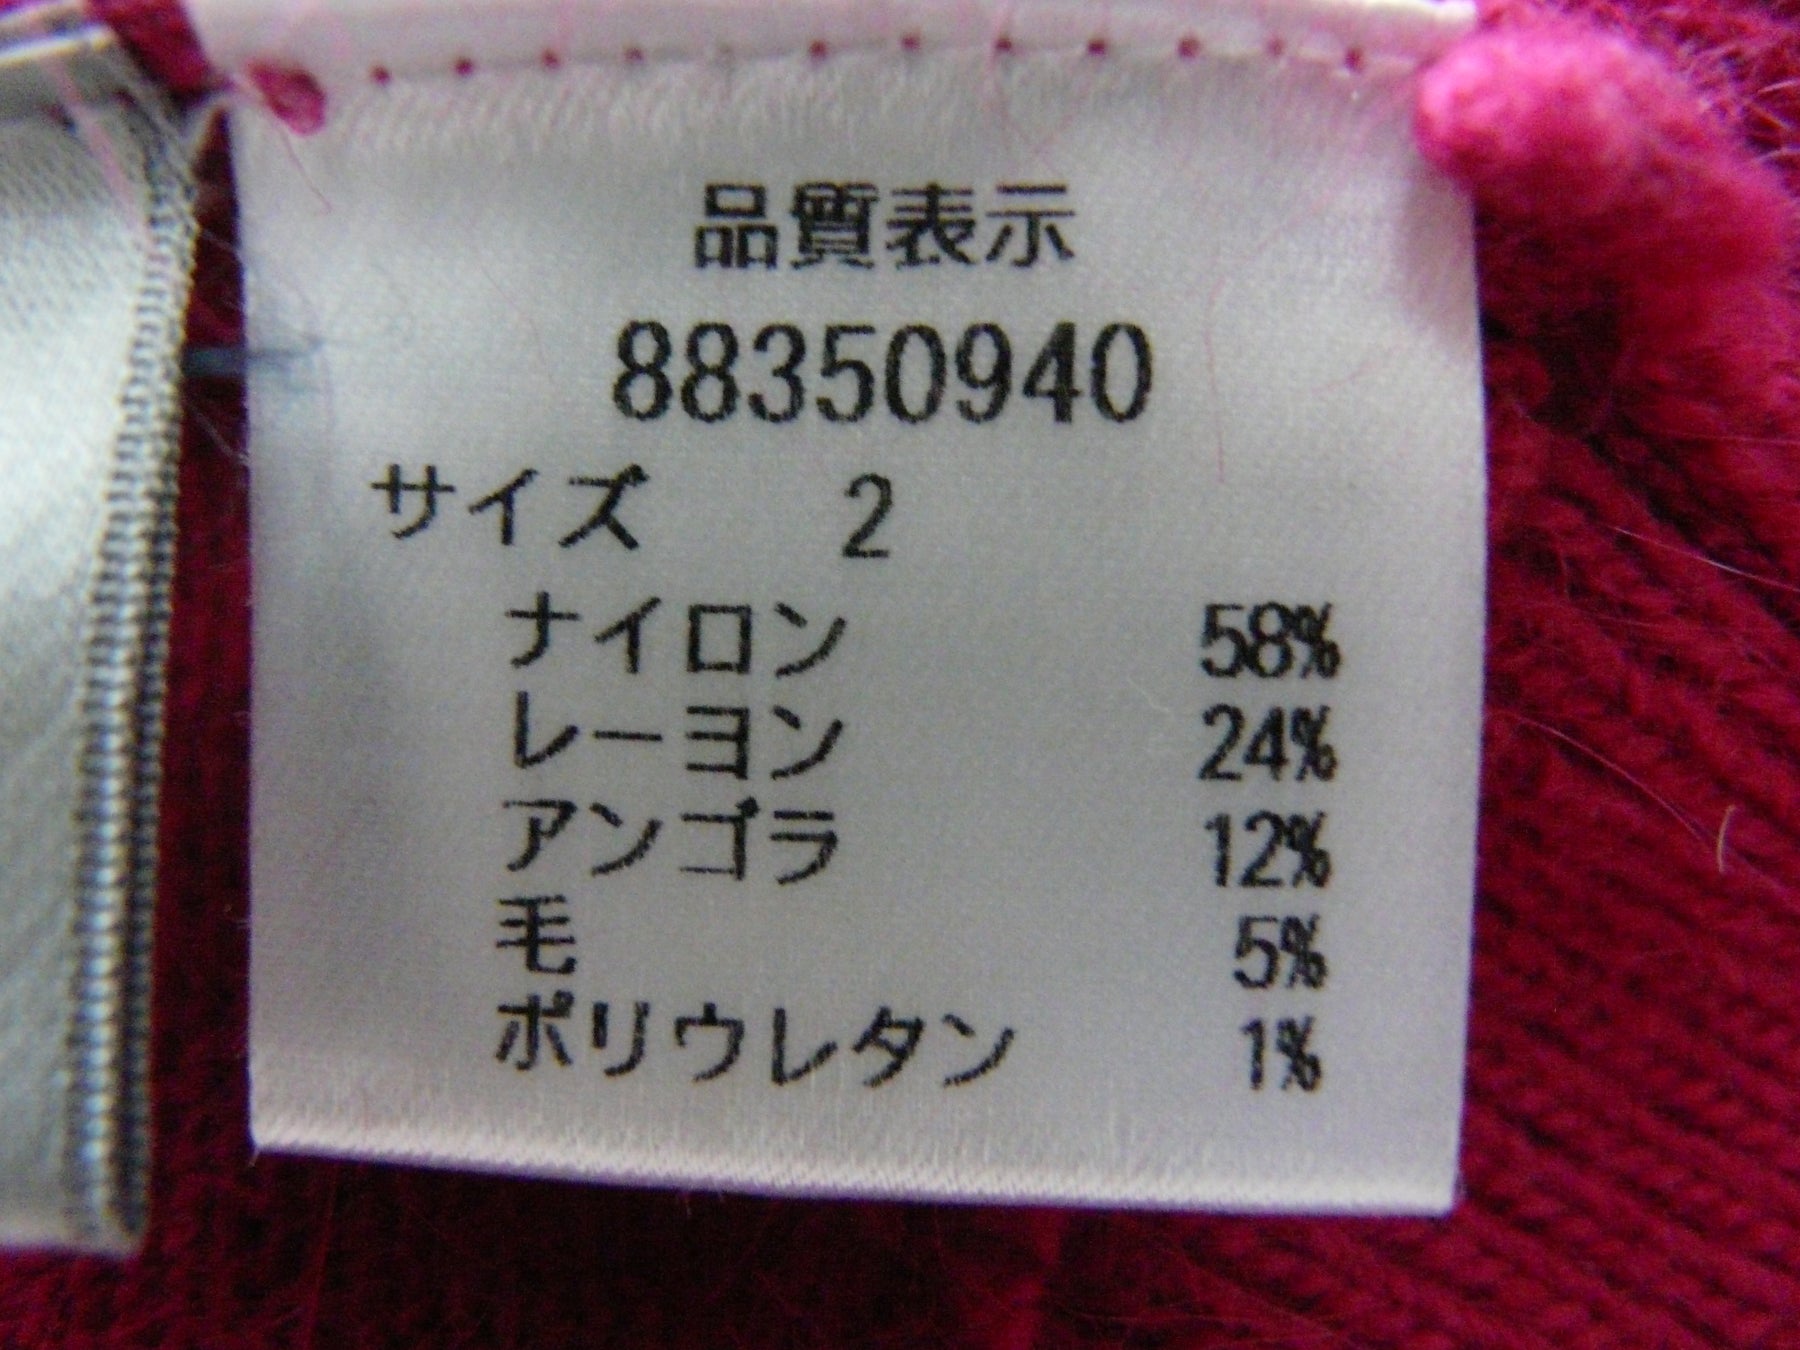 品質表示
88350940
サイズ 2
ナイロン 58%
レーヨン 24%
アンゴラ 12%
毛 5%
ポリウレタン 1%